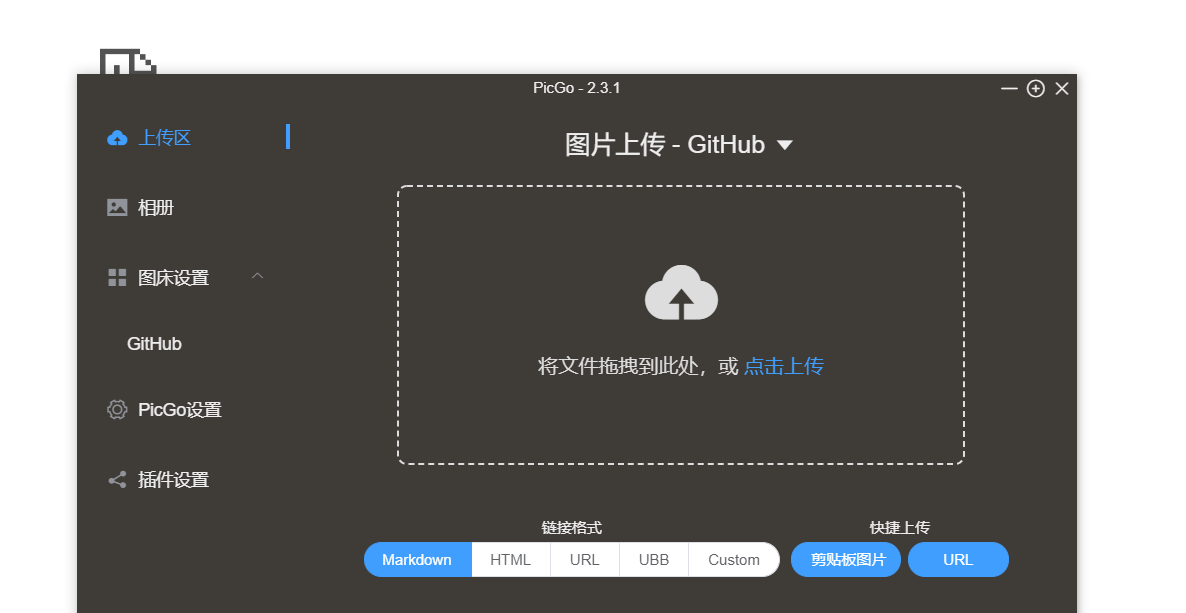 PicGo - 2.3.1
上传区
相册
图床设置
GitHub
PicGo设置
插件设置
图片上传 - GitHub
将文件拖拽到此处，或 点击上传
链接格式
Markdown HTML URL UBB Custom
快捷上传
剪贴板图片 URL